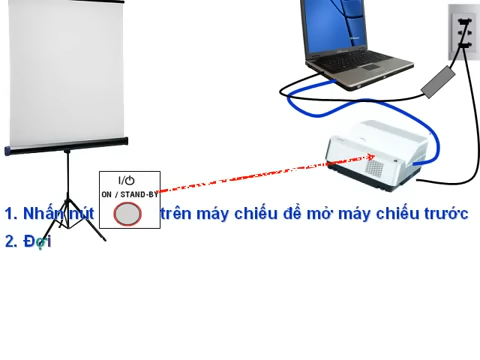 I/⏻
ON / STAND-BY
1. Nhấn nút trên máy chiếu để mở máy chiếu trước
2. Đợi